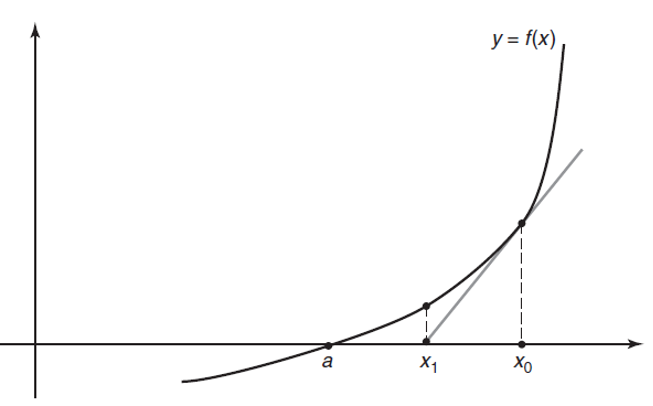 y = f(x)
a x₁ x₀